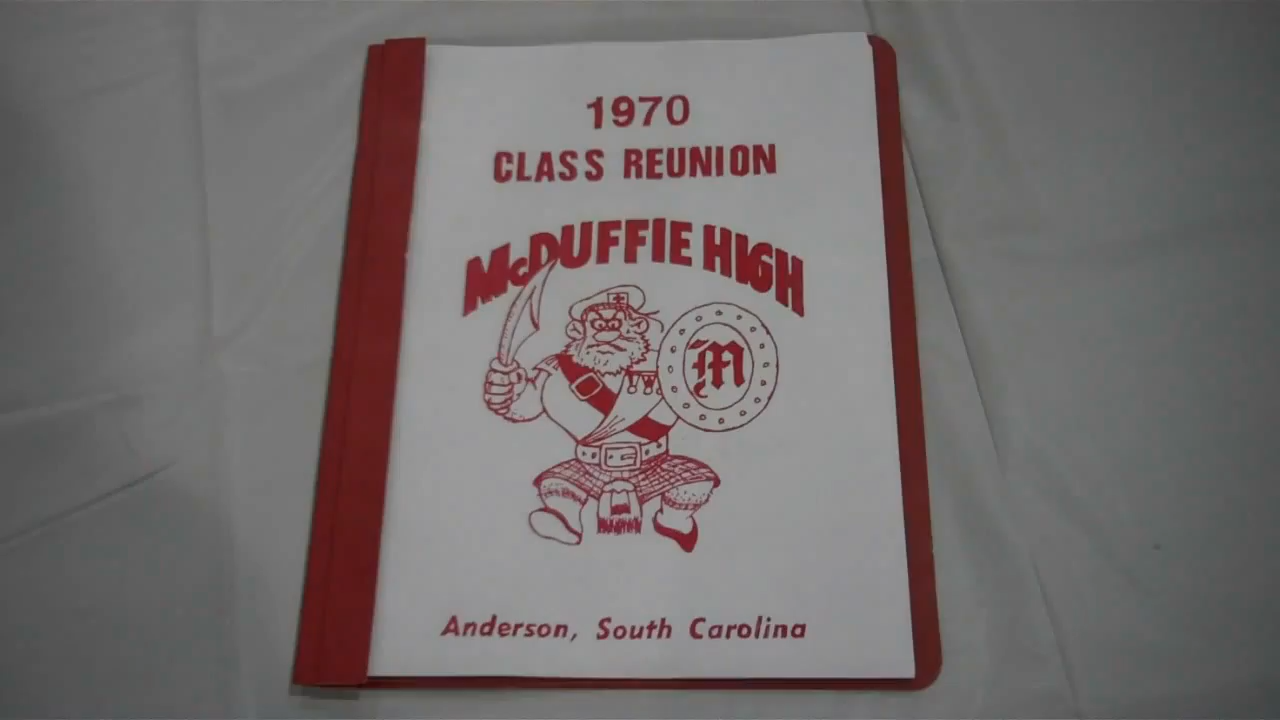 1970
CLASS REUNION
McDUFFIE HIGH
M
Anderson, South Carolina